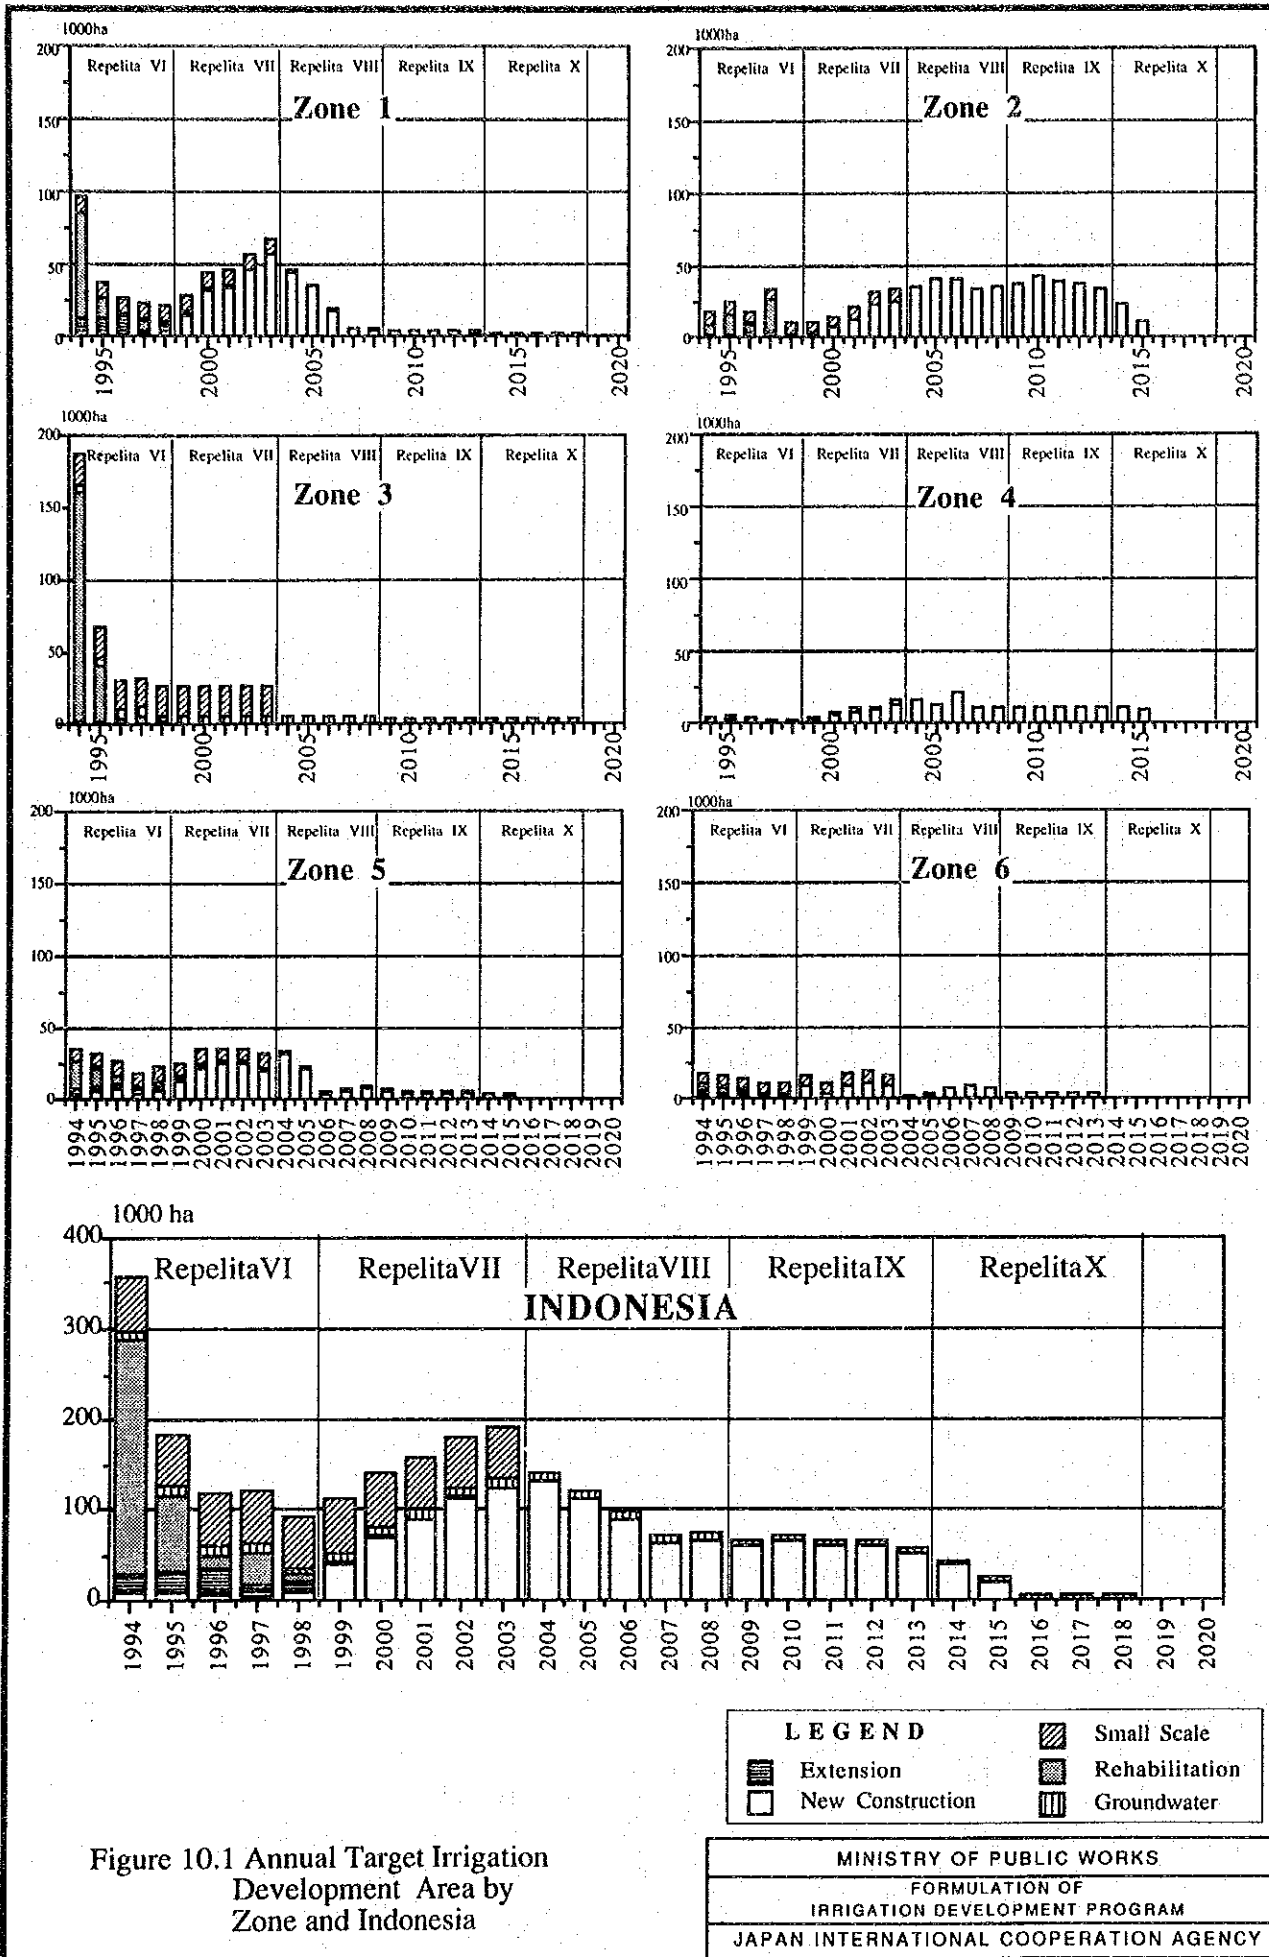 1000ha
200
Repelita VI Repelita VII Repelita VIII Repelita IX Repelita X
Zone 1
150
100
50
0
1995 2000 2005 2010 2015 2020
1000ha
200
Repelita VI Repelita VII Repelita VIII Repelita IX Repelita X
Zone 2
150
100
50
0
1995 2000 2005 2010 2015 2020
1000ha
200
Repelita VI Repelita VII Repelita VIII Repelita IX Repelita X
Zone 3
150
100
50
0
1995 2000 2005 2010 2015 2020
1000ha
200
Repelita VI Repelita VII Repelita VIII Repelita IX Repelita X
Zone 4
150
100
50
0
1995 2000 2005 2010 2015 2020
1000ha
200
Repelita VI Repelita VII Repelita VIII Repelita IX Repelita X
Zone 5
150
100
50
0
1994 1995 1996 1997 1998 1999 2000 2001 2002 2003 2004 2005 2006 2007 2008 2009 2010 2011 2012 2013 2014 2015 2016 2017 2018 2019 2020
1000ha
200
Repelita VI Repelita VII Repelita VIII Repelita IX Repelita X
Zone 6
150
100
50
0
1994 1995 1996 1997 1998 1999 2000 2001 2002 2003 2004 2005 2006 2007 2008 2009 2010 2011 2012 2013 2014 2015 2016 2017 2018 2019 2020
1000 ha
400
RepelitaVI RepelitaVII RepelitaVIII RepelitaIX RepelitaX
INDONESIA
300
200
100
0
1994 1995 1996 1997 1998 1999 2000 2001 2002 2003 2004 2005 2006 2007 2008 2009 2010 2011 2012 2013 2014 2015 2016 2017 2018 2019 2020
LEGEND
Small Scale
Extension
Rehabilitation
New Construction
Groundwater
Figure 10.1 Annual Target Irrigation
Development Area by
Zone and Indonesia
MINISTRY OF PUBLIC WORKS
FORMULATION OF
IRRIGATION DEVELOPMENT PROGRAM
JAPAN INTERNATIONAL COOPERATION AGENCY